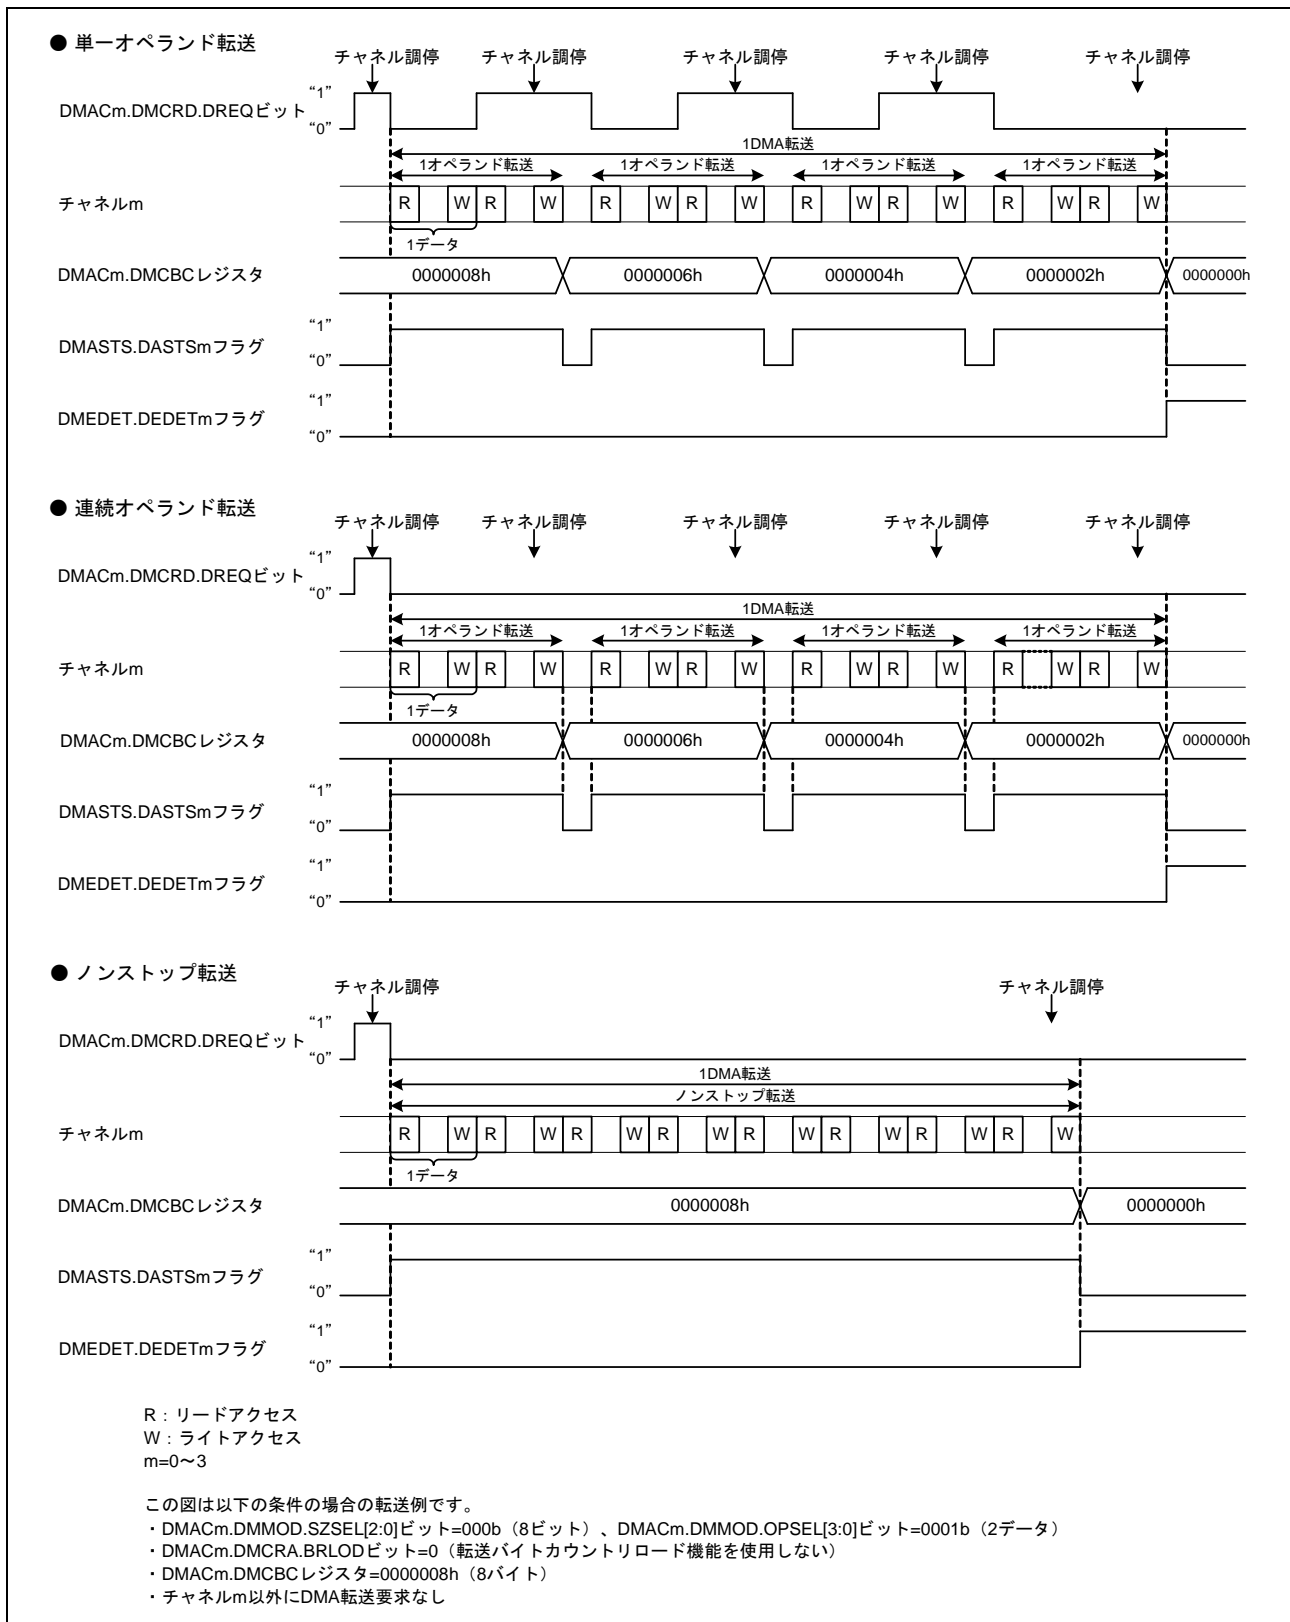 ● 単一オペランド転送
チャネル調停 チャネル調停 チャネル調停 チャネル調停 チャネル調停
DMACm.DMCRD.DREQビット “1” “0”
1DMA転送
1オペランド転送 1オペランド転送 1オペランド転送 1オペランド転送
チャネルm R W R W R W R W R W R W R W R W
1データ
DMACm.DMCBCレジスタ 0000008h 0000006h 0000004h 0000002h 0000000h
DMASTS.DASTSmフラグ “1” “0”
DMEDET.DEDETmフラグ “1” “0”
● 連続オペランド転送
チャネル調停 チャネル調停 チャネル調停 チャネル調停 チャネル調停
DMACm.DMCRD.DREQビット “1” “0”
1DMA転送
1オペランド転送 1オペランド転送 1オペランド転送 1オペランド転送
チャネルm R W R W R W R W R W R W R W R W
1データ
DMACm.DMCBCレジスタ 0000008h 0000006h 0000004h 0000002h 0000000h
DMASTS.DASTSmフラグ “1” “0”
DMEDET.DEDETmフラグ “1” “0”
● ノンストップ転送
チャネル調停 チャネル調停
DMACm.DMCRD.DREQビット “1” “0”
1DMA転送
ノンストップ転送
チャネルm R W R W R W R W R W R W R W R W
1データ
DMACm.DMCBCレジスタ 0000008h 0000000h
DMASTS.DASTSmフラグ “1” “0”
DMEDET.DEDETmフラグ “1” “0”
R：リードアクセス
W：ライトアクセス
m=0～3
この図は以下の条件の場合の転送例です。
・DMACm.DMMOD.SZSEL[2:0]ビット=000b（8ビット）、DMACm.DMMOD.OPSEL[3:0]ビット=0001b（2データ）
・DMACm.DMCRA.BRLODビット=0（転送バイトカウントリロード機能を使用しない）
・DMACm.DMCBCレジスタ=0000008h（8バイト）
・チャネルm以外にDMA転送要求なし